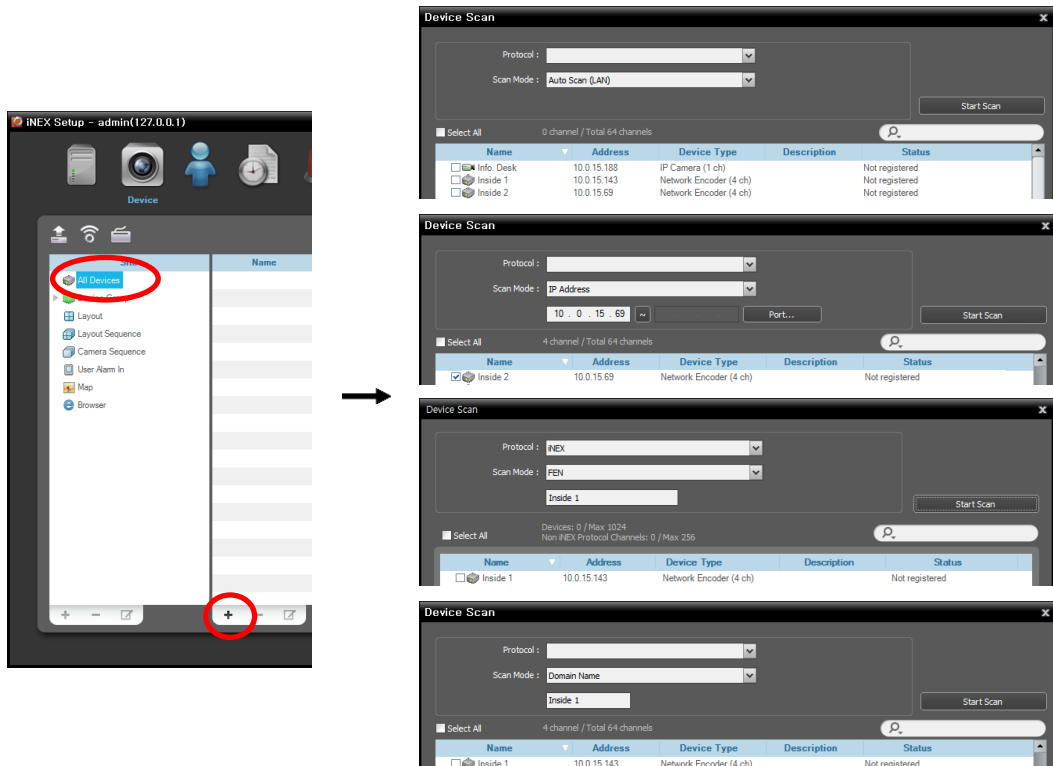 iNEX Setup - admin(127.0.0.1)
Device
Name
All Devices
Layout
Layout Sequence
Camera Sequence
User Alarm In
Map
Browser
Device Scan
Protocol :
Scan Mode : Auto Scan (LAN)
Start Scan
Select All 0 channel / Total 64 channels
Name Address Device Type Description Status
Info. Desk 10.0.15.188 IP Camera (1 ch) Not registered
Inside 1 10.0.15.143 Network Encoder (4 ch) Not registered
Inside 2 10.0.15.69 Network Encoder (4 ch) Not registered
Device Scan
Protocol :
Scan Mode : IP Address
10 . 0 . 15 . 69 ~ Port... Start Scan
Select All 4 channel / Total 64 channels
Name Address Device Type Description Status
Inside 2 10.0.15.69 Network Encoder (4 ch) Not registered
Device Scan
Protocol : iNEX
Scan Mode : FEN
Inside 1 Start Scan
Devices: 0 / Max 1024
Select All Non iNEX Protocol Channels: 0 / Max 256
Name Address Device Type Description Status
Inside 1 10.0.15.143 Network Encoder (4 ch) Not registered
Device Scan
Protocol :
Scan Mode : Domain Name
Inside 1 Start Scan
Select All 4 channel / Total 64 channels
Name Address Device Type Description Status
Inside 1 10.0.15.143 Network Encoder (4 ch) Not registered